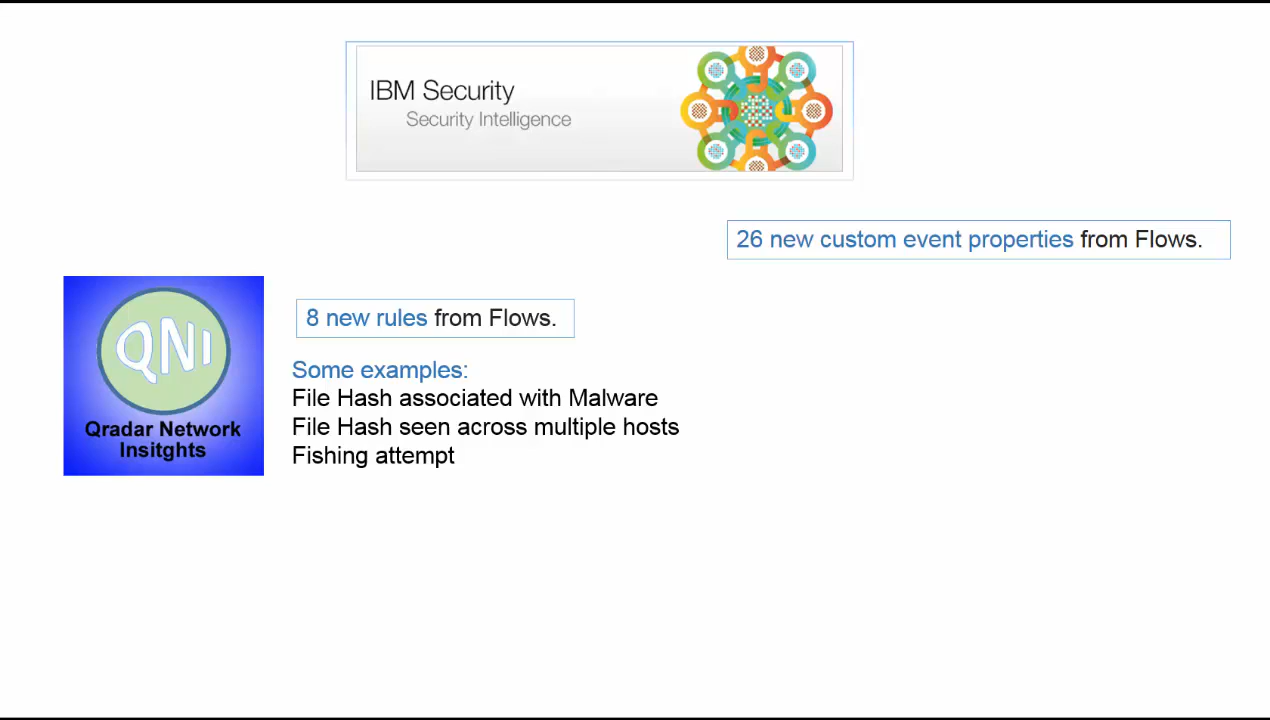 IBM Security
Security Intelligence
26 new custom event properties from Flows.
QNI
Qradar Network
Insitghts
8 new rules from Flows.
Some examples:
File Hash associated with Malware
File Hash seen across multiple hosts
Fishing attempt